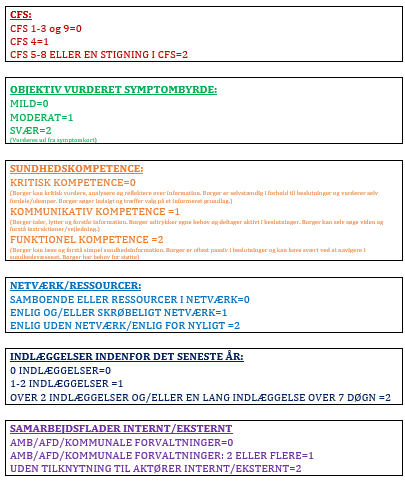 CFS:
CFS 1-3 og 9=0
CFS 4=1
CFS 5-8 ELLER EN STIGNING I CFS=2
OBJEKTIV VURDERET SYMPTOMBYRDE:
MILD=0
MODERAT=1
SVÆR=2
(Vurderes ud fra symptomkort)
SUNDHEDSKOMPETENCE:
KRITISK KOMPETENCE=0
(Borger kan kritisk vurdere, analysere og reflektere over information. Borger er selvstændig i forhold til beslutninger og vurderer selv
fordele/ulemper. Borger søger indsigt og træffer valg på et informeret grundlag.)
KOMMUNIKATIV KOMPETENCE =1
(Borger taler, lytter og forstår information. Borger udtrykker egne behov og deltager aktivt i beslutninger. Borger kan selv søge viden og
forstå instruktioner/vejledning.)
FUNKTIONEL KOMPETENCE =2
(Borger kan læse og forstå simpel sundhedsinformation. Borger er oftest passiv i beslutninger og kan have svært ved at navigere i
sundhedsvæsenet. Borger har behov for støtte)
NETVÆRK/RESSOURCER:
SAMBOENDE ELLER RESSOURCER I NETVÆRK=0
ENLIG OG/ELLER SKRØBELIGT NETVÆRK=1
ENLIG UDEN NETVÆRK/ENLIG FOR NYLIGT =2
INDLÆGGELSER INDENFOR DET SENESTE ÅR:
0 INDLÆGGELSER=0
1-2 INDLÆGGELSER =1
OVER 2 INDLÆGGELSER OG/ELLER EN LANG INDLÆGGELSE OVER 7 DØGN =2
SAMARBEJDSFLADER INTERNT/EKSTERNT
AMB/AFD/KOMMUNALE FORVALTNINGER=0
AMB/AFD/KOMMUNALE FORVALTNINGER: 2 ELLER FLERE=1
UDEN TILKNYTNING TIL AKTØRER INTERNT/EKSTERNT=2